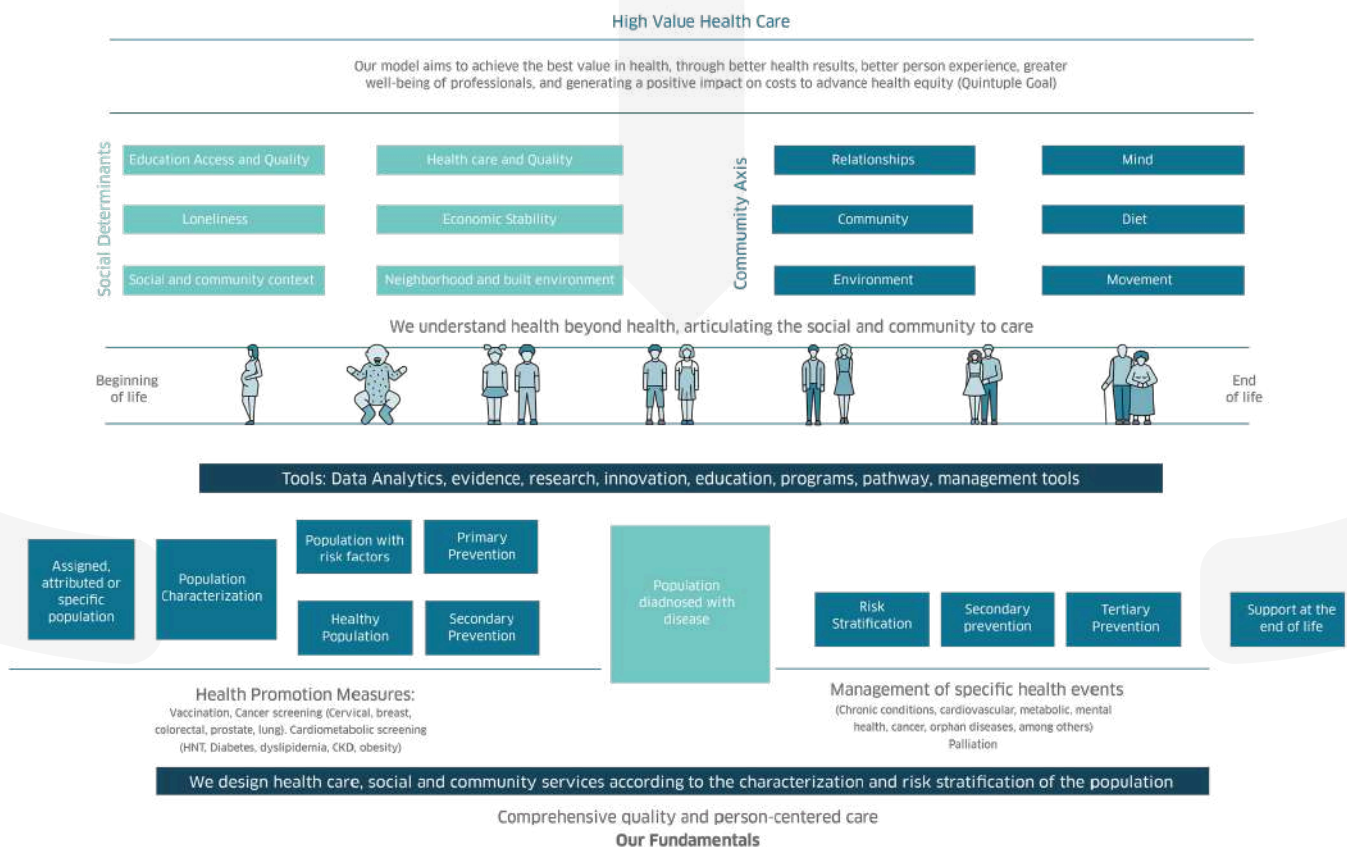 High Value Health Care
Our model aims to achieve the best value in health, through better health results, better person experience, greater
well-being of professionals, and generating a positive impact on costs to advance health equity (Quintuple Goal)
Social Determinants
Education Access and Quality
Health care and Quality
Loneliness
Economic Stability
Social and community context
Neighborhood and built environment
Commumity Axis
Relationships
Mind
Community
Diet
Environment
Movement
We understand health beyond health, articulating the social and community to care
Beginning
of life
End
of life
Tools: Data Analytics, evidence, research, innovation, education, programs, pathway, management tools
Assigned,
attributed or
specific
population
Population
Characterization
Population with
risk factors
Primary
Prevention
Healthy
Population
Secondary
Prevention
Population
diadnosed with
disease
Risk
Stratification
Secondary
prevention
Tertiary
Prevention
Support at the
end of life
Health Promotion Measures:
Vaccination, Cancer screening (Cervical, breast,
colorectal, prostate, lung). Cardiometabolic screening
(HNT, Diabetes, dyslipidemia, CKD, obesity)
Management of specific health events
(Chronic conditions, cardiovascular, metabolic, mental
health, cancer, orphan diseases, among others)
Palliation
We design health care, social and community services according to the characterization and risk stratification of the population
Comprehensive quality and person-centered care
Our Fundamentals